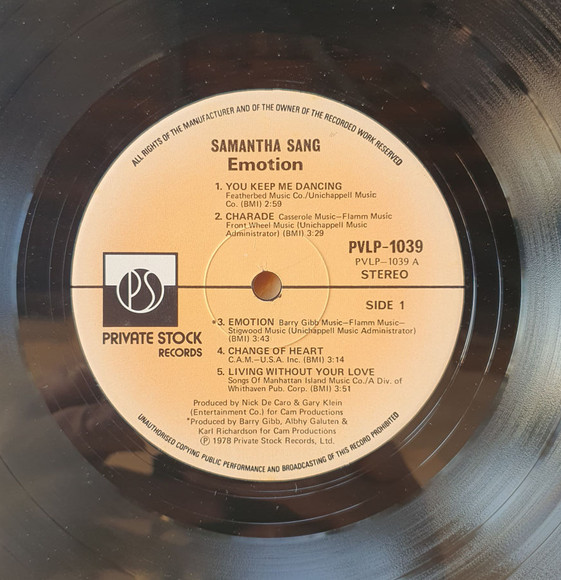 ALL RIGHTS OF THE MANUFACTURER AND OF THE OWNER OF THE RECORDED WORK RESERVED
SAMANTHA SANG
Emotion
1. YOU KEEP ME DANCING
Featherbed Music Co./Unichappell Music
Co. (BMI) 2:59
2. CHARADE Casserole Music—Flamm Music
Front Wheel Music (Unichappell Music
Administrator) (BMI) 3:29
PVLP-1039
PVLP-1039 A
STEREO
PS
SIDE 1
PRIVATE STOCK
RECORDS
*3. EMOTION Barry Gibb Music—Flamm Music—
Stigwood Music (Unichappell Music Administrator)
(BMI) 3:43
4. CHANGE OF HEART
C.A.M.-U.S.A. Inc. (BMI) 3:14
5. LIVING WITHOUT YOUR LOVE
Songs Of Manhattan Island Music Co./A Div. of
Whithaven Pub. Corp. (BMI) 3:51
Produced by Nick De Caro & Gary Klein
(Entertainment Co.) for Cam Productions
*Produced by Barry Gibb, Albhy Galuten &
Karl Richardson for Cam Productions
Ⓟ 1978 Private Stock Records, Ltd.
UNAUTHORISED COPYING PUBLIC PERFORMANCE AND BROADCASTING OF THIS RECORD PROHIBITED